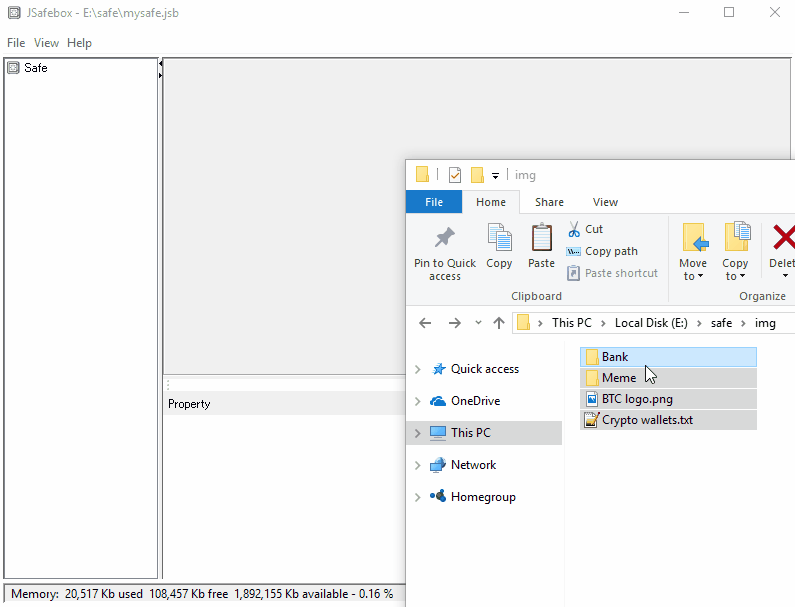 JSafebox - E:\safe\mysafe.jsb
File View Help
Safe
img
File Home Share View
Pin to Quick access
Copy
Paste
Cut
Copy path
Paste shortcut
Move to
Copy to
Delet
Clipboard
Organize
This PC > Local Disk (E:) > safe > img
Quick access
OneDrive
This PC
Network
Homegroup
Bank
Meme
BTC logo.png
Crypto wallets.txt
Property
Memory: 20,517 Kb used 108,457 Kb free 1,892,155 Kb available - 0.16 %